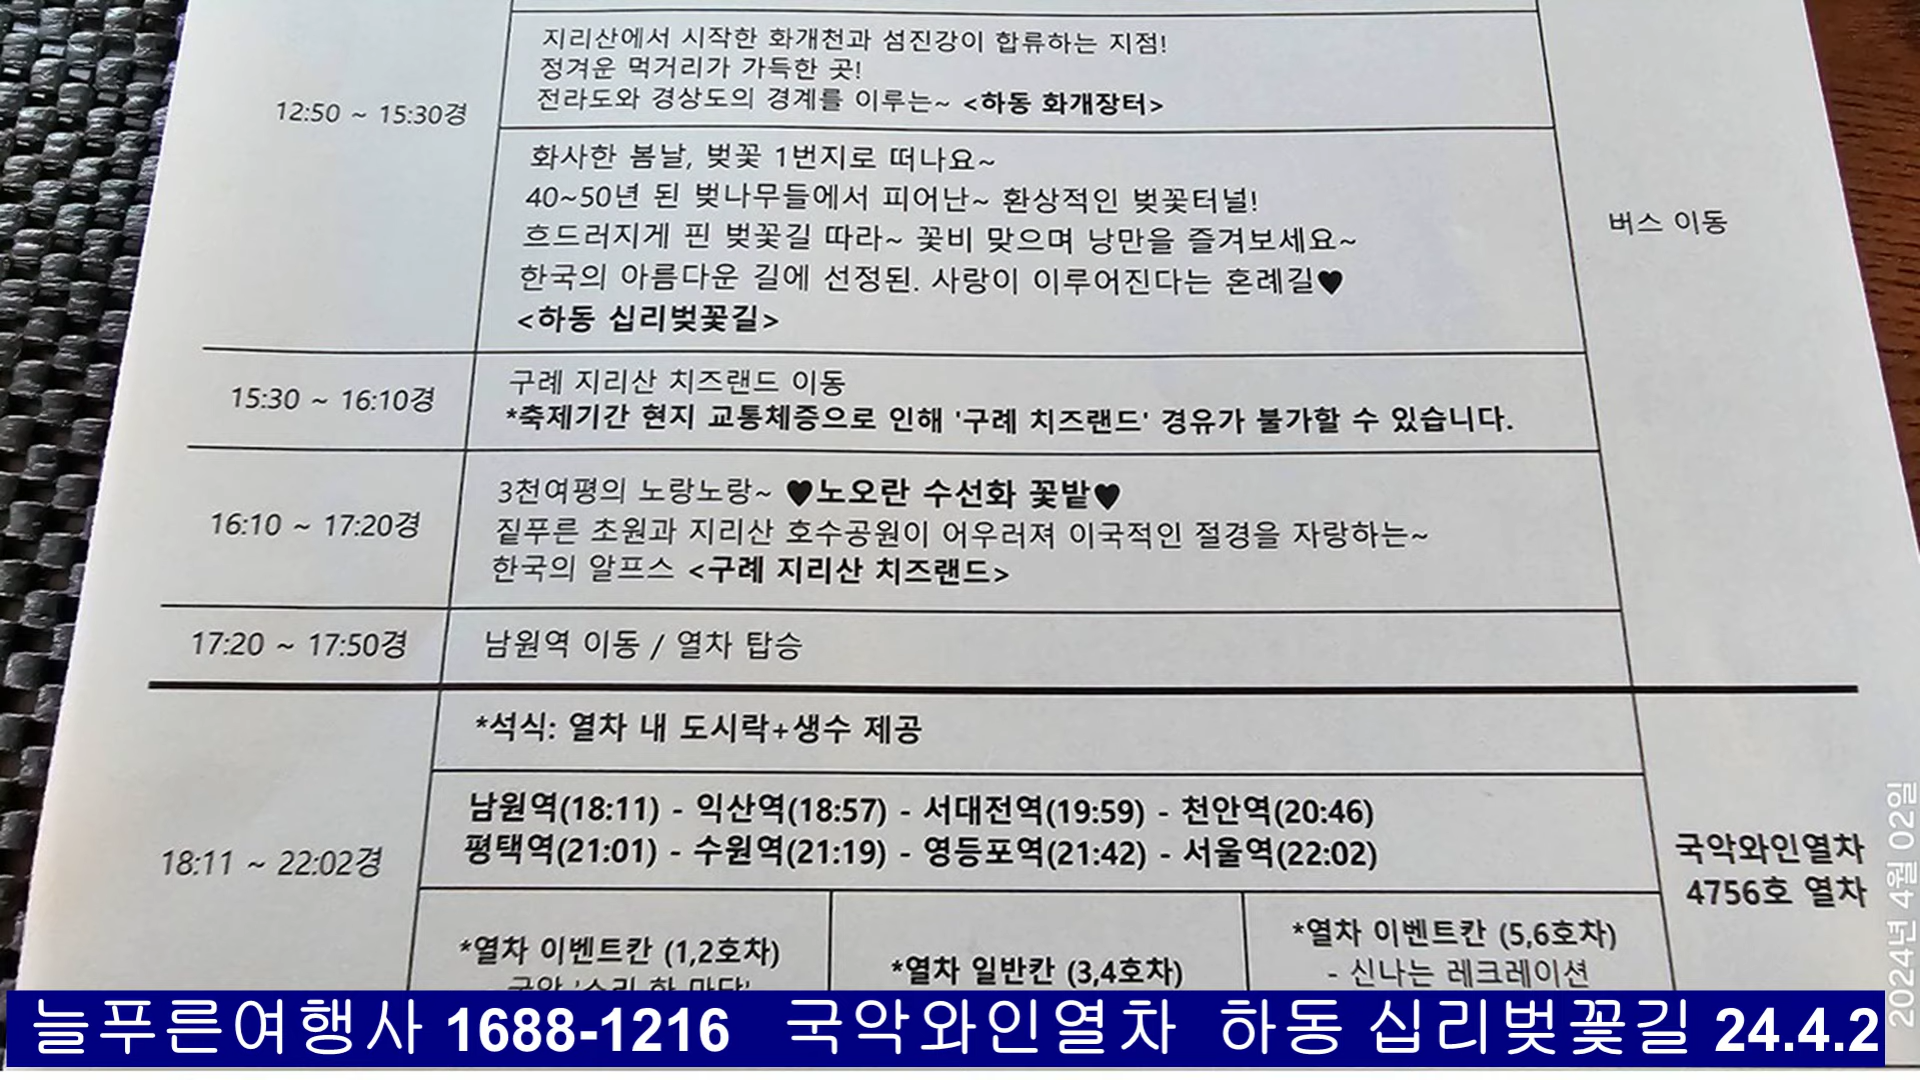 지리산에서 시작한 화개천과 섬진강이 합류하는 지점!
정겨운 먹거리가 가득한 곳!
전라도와 경상도의 경계를 이루는~ <하동 화개장터>
12:50 ~ 15:30경
화사한 봄날, 벚꽃 1번지로 떠나요~
40~50년 된 벚나무들에서 피어난~ 환상적인 벚꽃터널!
흐드러지게 핀 벚꽃길 따라~ 꽃비 맞으며 낭만을 즐겨보세요~
한국의 아름다운 길에 선정된. 사랑이 이루어진다는 혼례길♥
<하동 십리벚꽃길>
버스 이동
15:30 ~ 16:10경
구례 지리산 치즈랜드 이동
*축제기간 현지 교통체증으로 인해 '구례 치즈랜드' 경유가 불가할 수 있습니다.
16:10 ~ 17:20경
3천여평의 노랑노랑~ ♥노오란 수선화 꽃밭♥
짙푸른 초원과 지리산 호수공원이 어우러져 이국적인 절경을 자랑하는~
한국의 알프스 <구례 지리산 치즈랜드>
17:20 ~ 17:50경
남원역 이동 / 열차 탑승
*석식: 열차 내 도시락+생수 제공
18:11 ~ 22:02경
남원역(18:11) - 익산역(18:57) - 서대전역(19:59) - 천안역(20:46)
평택역(21:01) - 수원역(21:19) - 영등포역(21:42) - 서울역(22:02)
국악와인열차
4756호 열차
*열차 이벤트칸 (1,2호차)
국악 '소리 한 마당'
*열차 일반칸 (3,4호차)
*열차 이벤트칸 (5,6호차)
- 신나는 레크레이션
2024년 4월 02일
늘푸른여행사 1688-1216 국악와인열차 하동 십리벚꽃길 24.4.2